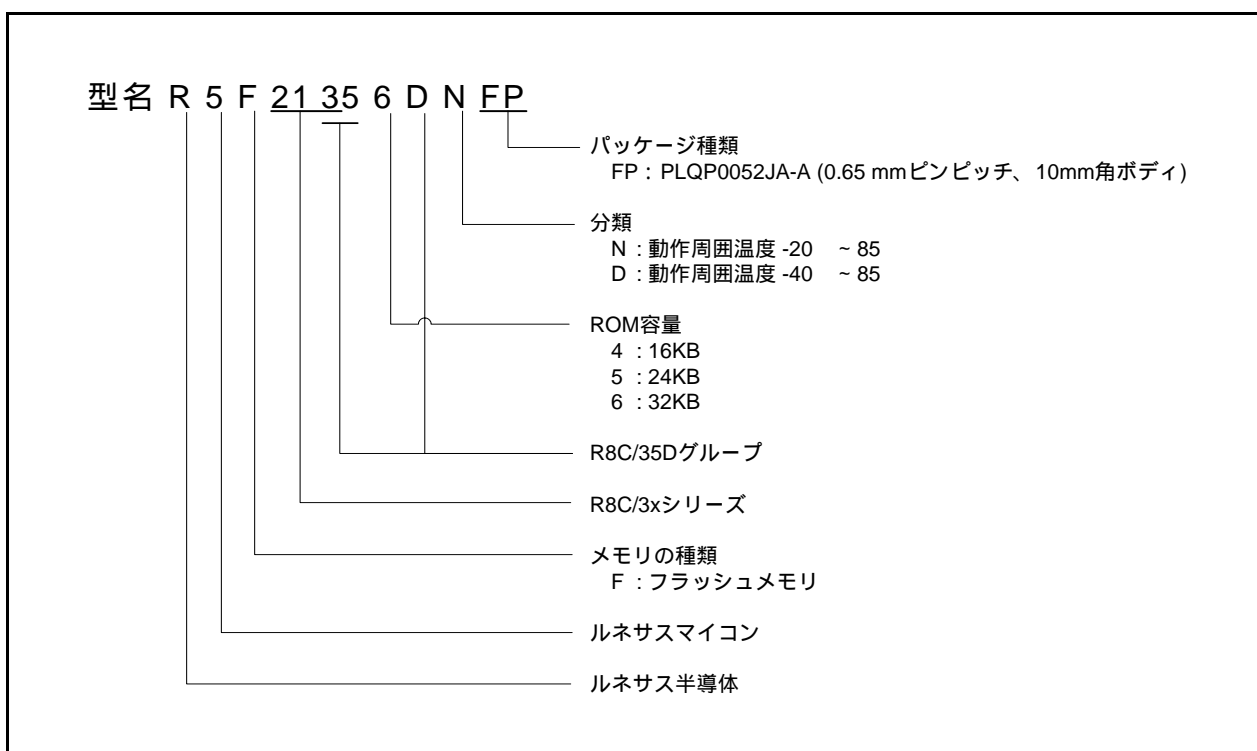 型名 R 5 F 21 35 6 D N FP
パッケージ種類
FP : PLQP0052JA-A (0.65 mmピンピッチ、10mm角ボディ)
分類
N : 動作周囲温度 -20 ~ 85
D : 動作周囲温度 -40 ~ 85
ROM容量
4 : 16KB
5 : 24KB
6 : 32KB
R8C/35Dグループ
R8C/3xシリーズ
メモリの種類
F : フラッシュメモリ
ルネサスマイコン
ルネサス半導体